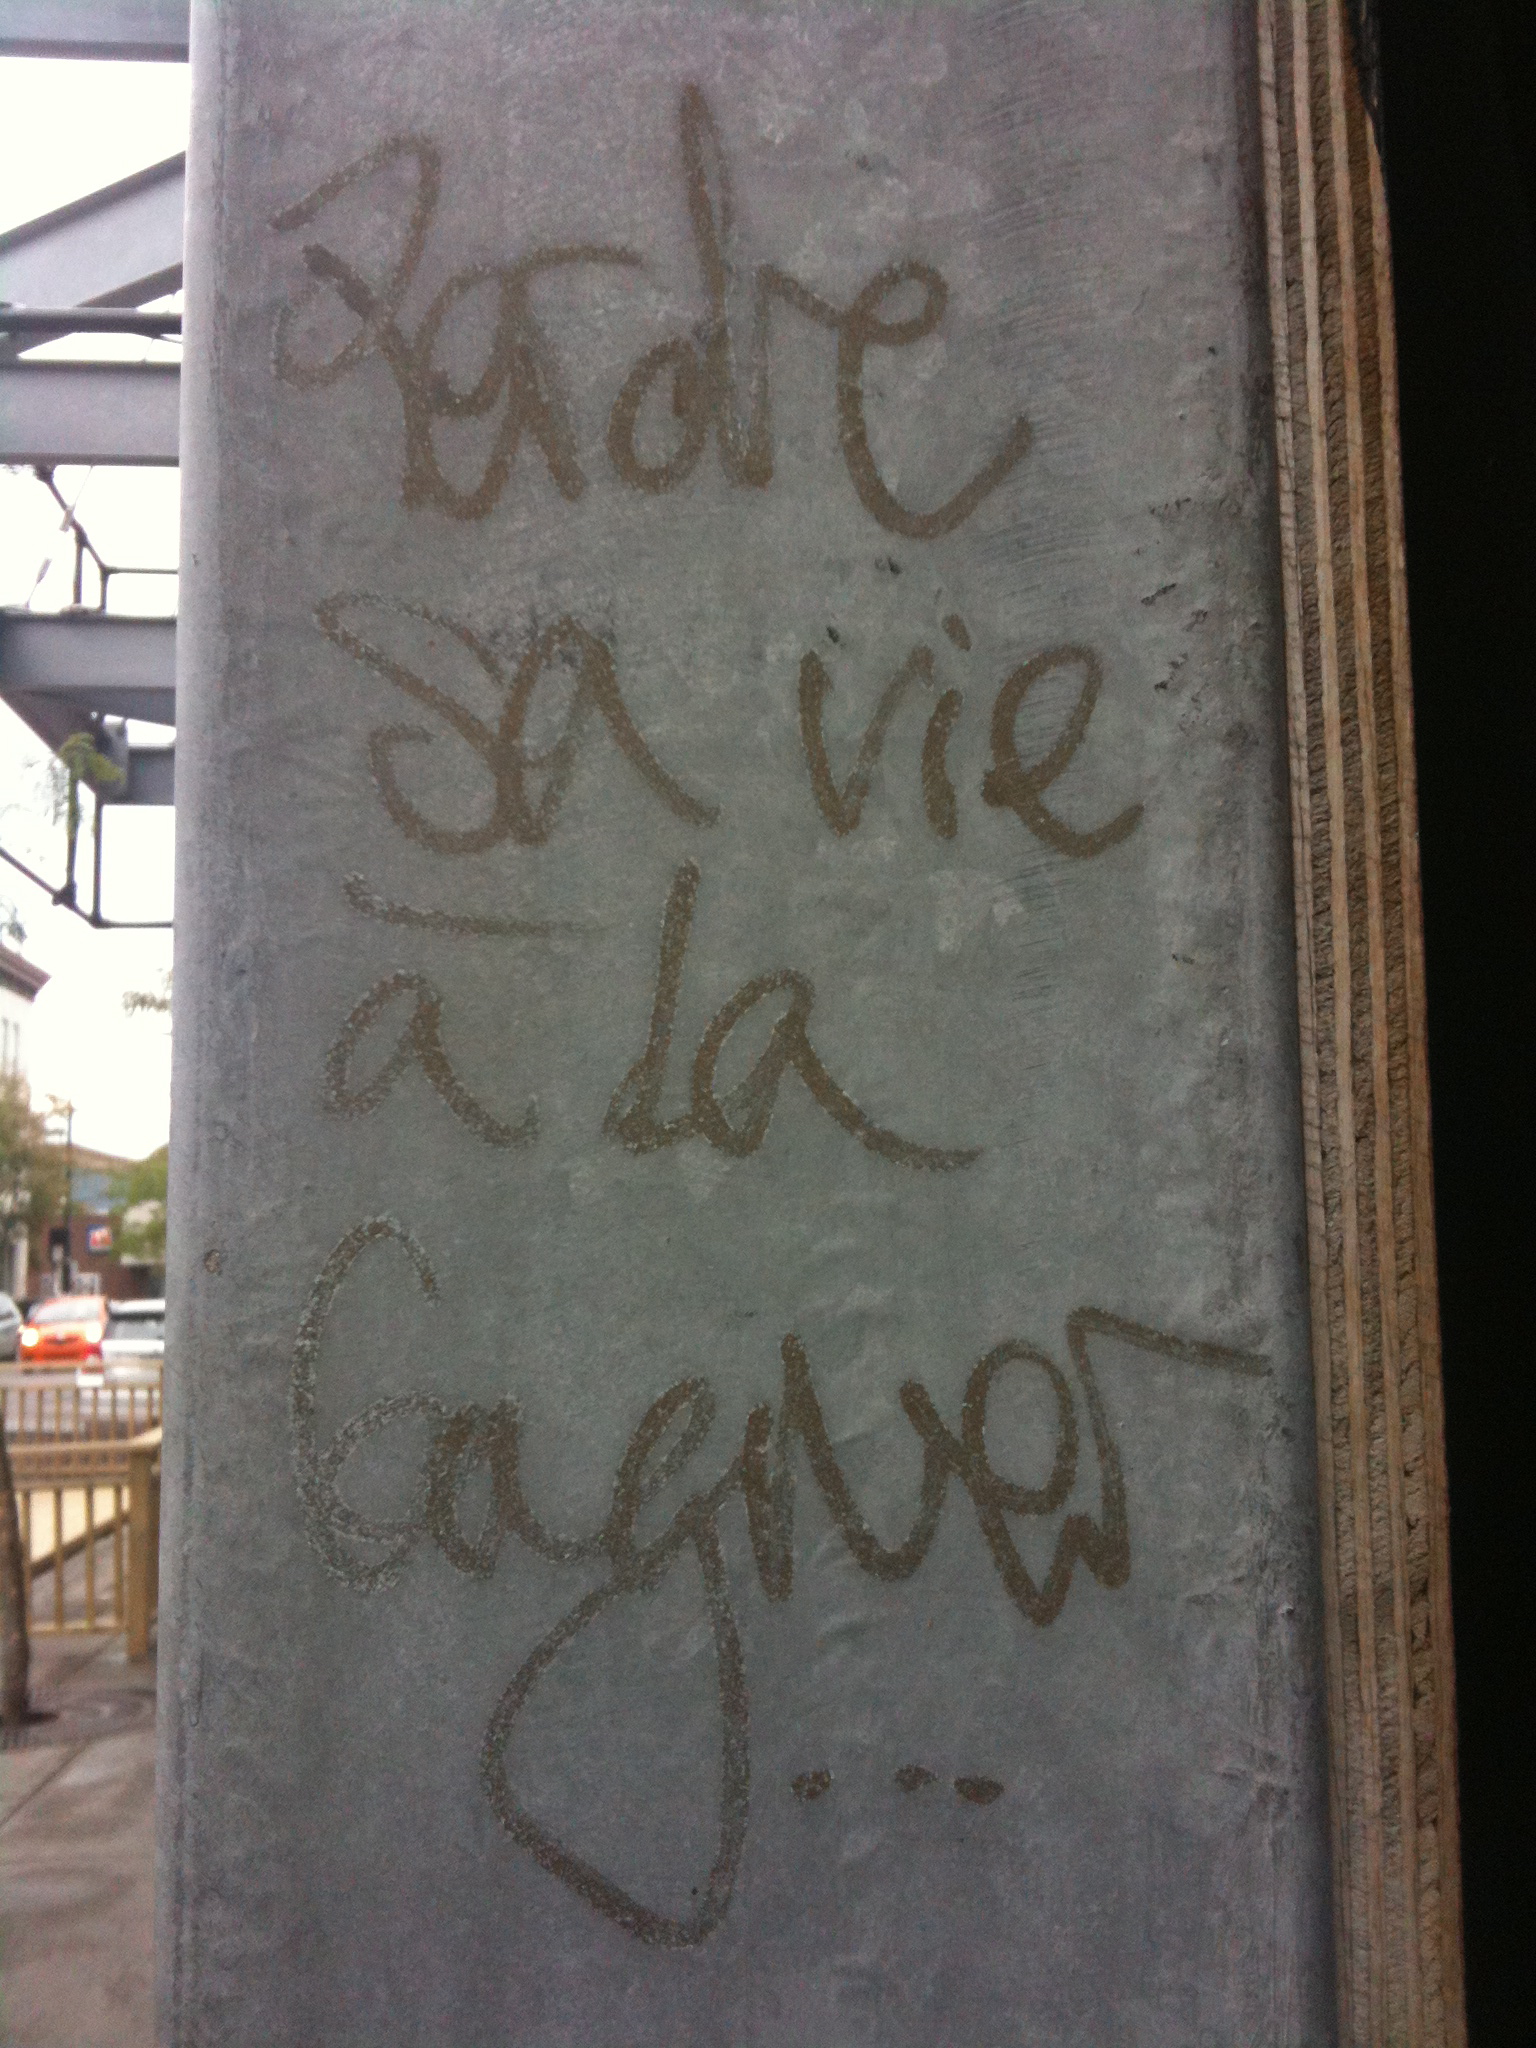 Perdre
sa vie
à la
Gagner
...